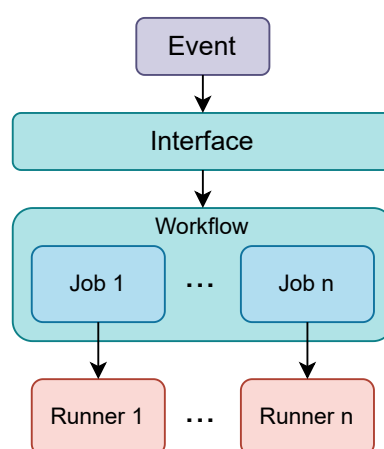 Event
Interface
Workflow
Job 1 ... Job n
Runner 1 ... Runner n